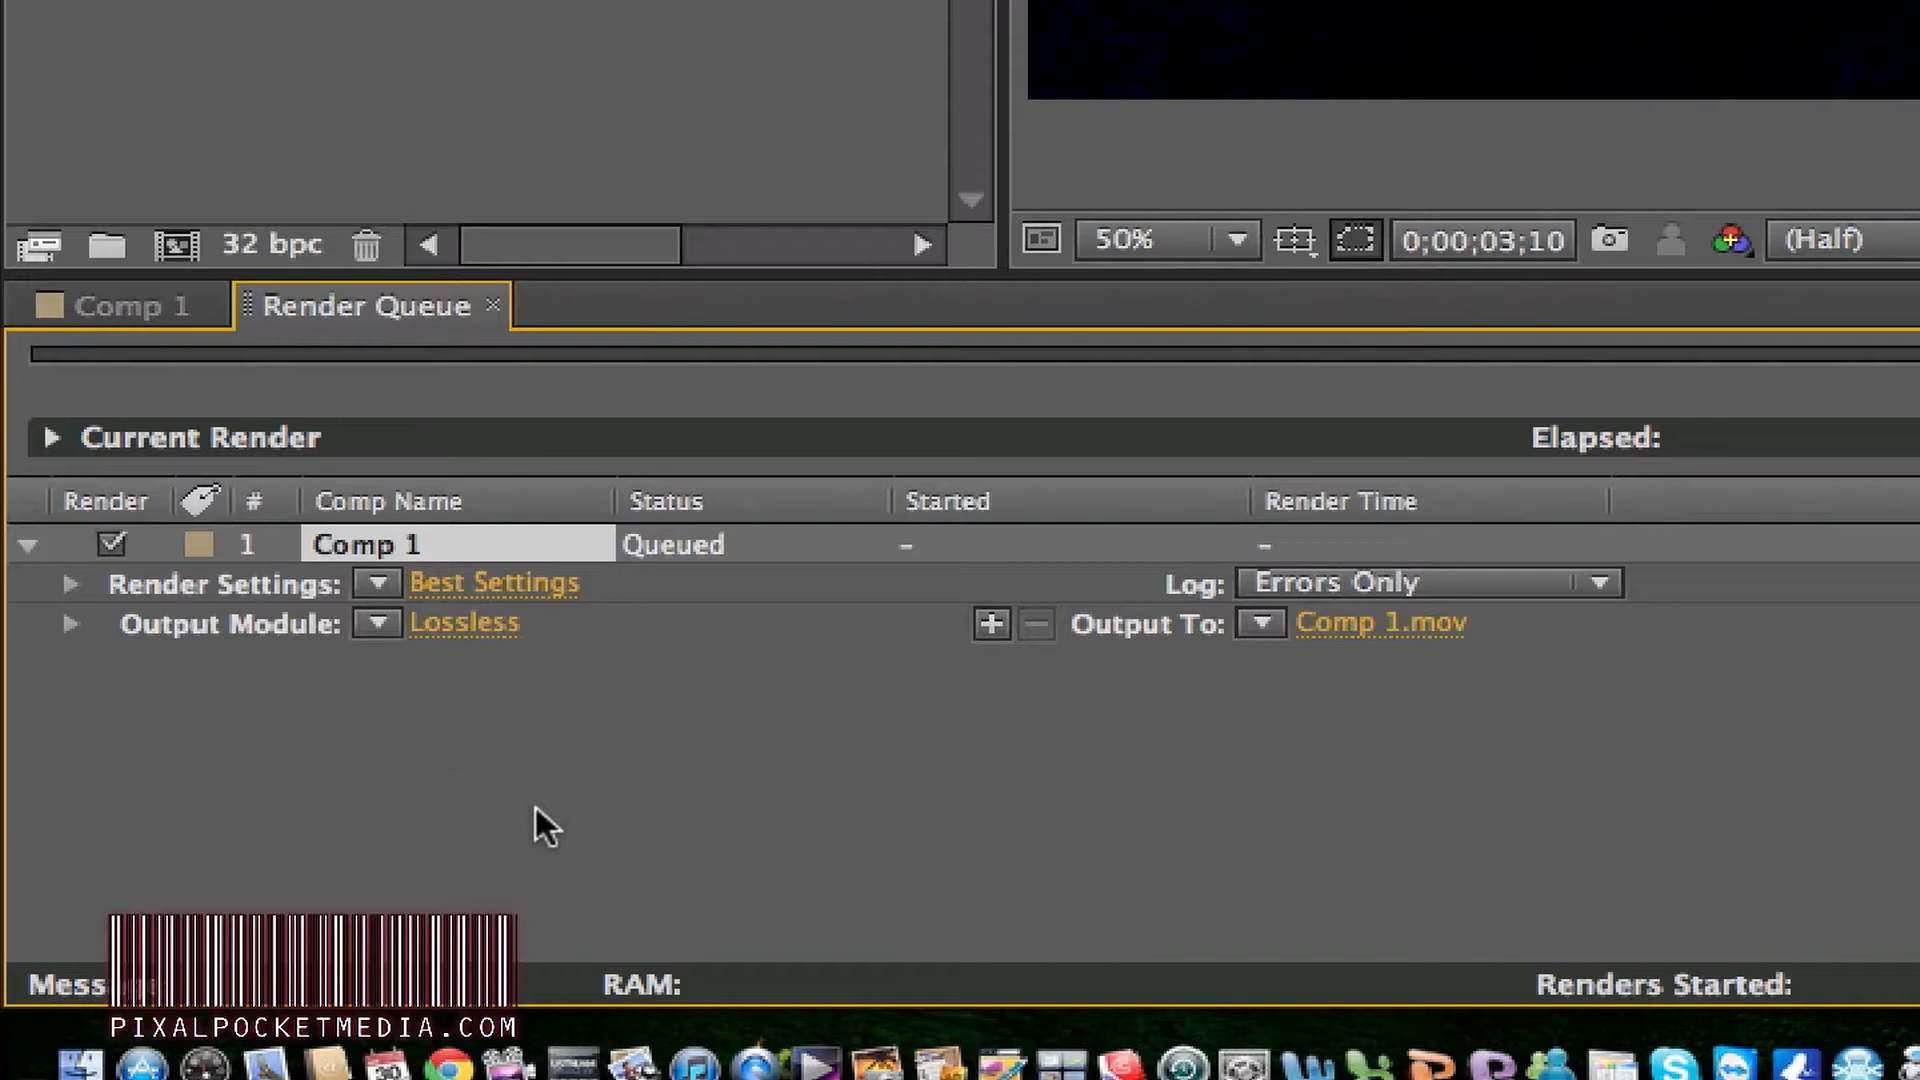 32 bpc
50%
0;00;03;10
(Half)
Comp 1
Render Queue
Current Render
Elapsed:
Render # Comp Name Status Started Render Time
1 Comp 1 Queued - -
Render Settings: Best Settings Log: Errors Only
Output Module: Lossless + - Output To: Comp 1.mov
RAM:
Renders Started:
PIXALPOCKETMEDIA.COM